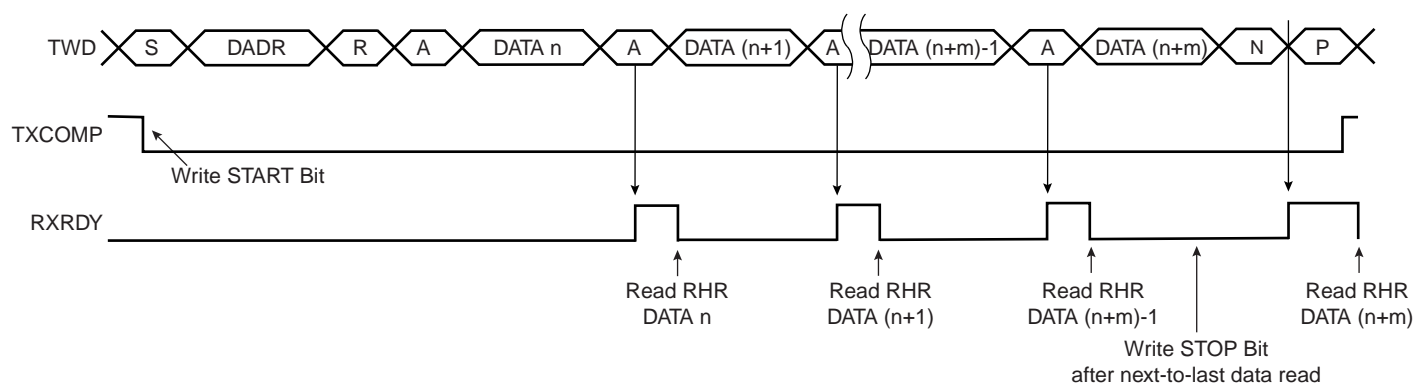 TWD S DADR R A DATA n A DATA (n+1) A DATA (n+m)-1 A DATA (n+m) N P
TXCOMP
Write START Bit
RXRDY
Read RHR Read RHR Read RHR Read RHR
DATA n DATA (n+1) DATA (n+m)-1 DATA (n+m)
Write STOP Bit
after next-to-last data read